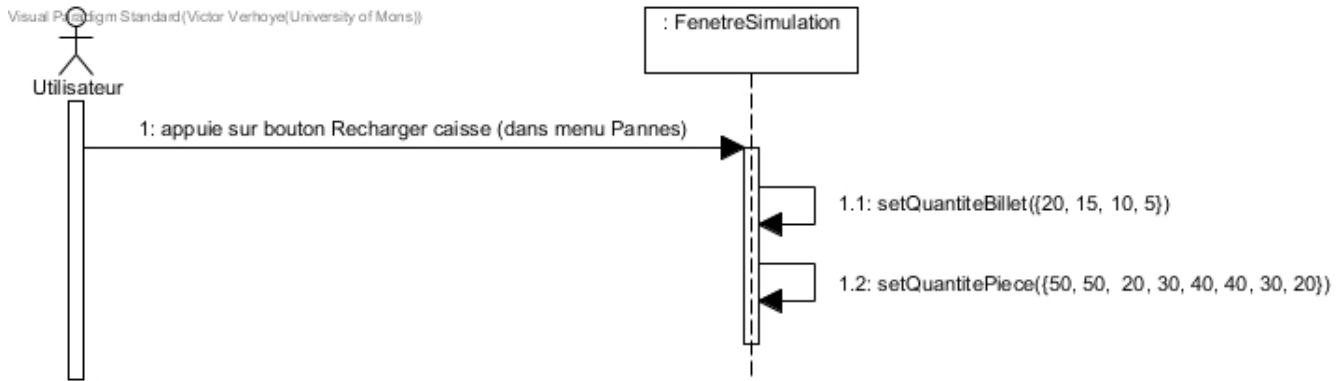 Visual Paradigm Standard(Victor Verhoye(University of Mons))
: FenetreSimulation
Utilisateur
1: appuie sur bouton Recharger caisse (dans menu Pannes)
1.1: setQuantiteBillet({20, 15, 10, 5})
1.2: setQuantitePiece({50, 50, 20, 30, 40, 40, 30, 20})